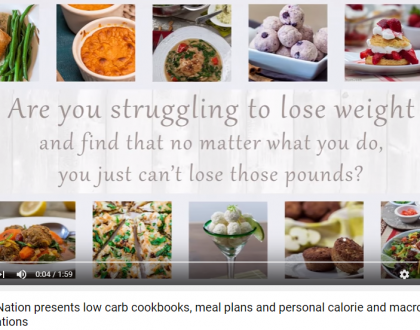 Are you struggling to lose weight
and find that no matter what you do,
you just can't lose those pounds?
0:04 / 1:59
Nation presents low carb cookbooks, meal plans and personal calorie and macro
ations